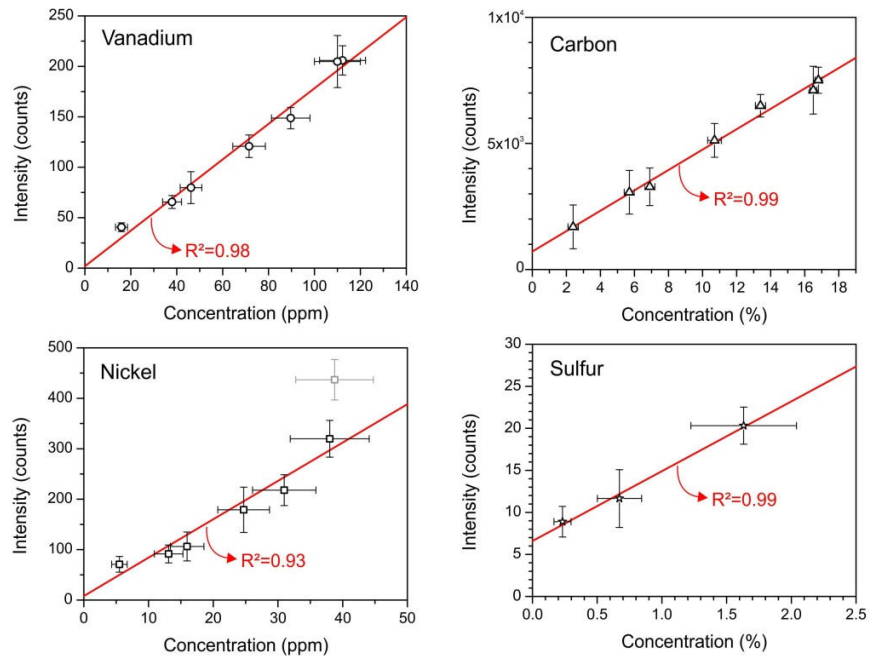 Vanadium
250
200
150
100
50
0
0 20 40 60 80 100 120 140
Intensity (counts)
Concentration (ppm)
R²=0.98
Carbon
1x10⁴
5x10³
0
0 2 4 6 8 10 12 14 16 18
Intensity (counts)
Concentration (%)
R²=0.99
Nickel
500
400
300
200
100
0
0 10 20 30 40 50
Intensity (counts)
Concentration (ppm)
R²=0.93
Sulfur
30
25
20
15
10
5
0
0.0 0.5 1.0 1.5 2.0 2.5
Intensity (counts)
Concentration (%)
R²=0.99